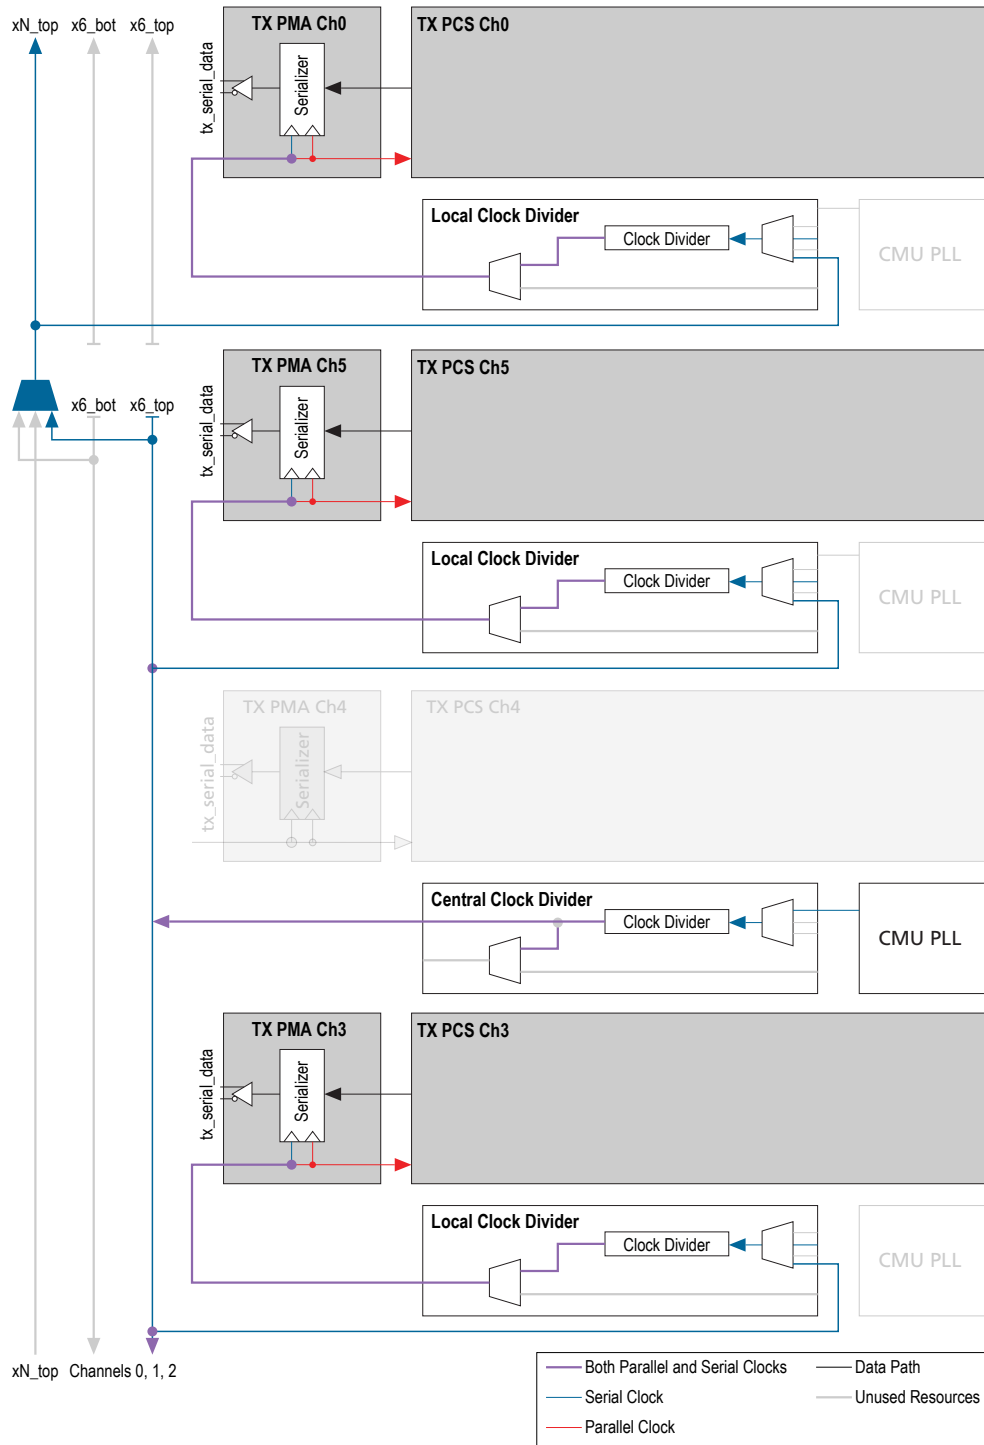 xN_top x6_bot x6_top
TX PMA Ch0
TX PCS Ch0
tx_serial_data
Serializer
Local Clock Divider
Clock Divider
CMU PLL
TX PMA Ch5
TX PCS Ch5
x6_bot x6_top
tx_serial_data
Serializer
Local Clock Divider
Clock Divider
CMU PLL
TX PMA Ch4
TX PCS Ch4
tx_serial_data
Serializer
Central Clock Divider
Clock Divider
CMU PLL
TX PMA Ch3
TX PCS Ch3
tx_serial_data
Serializer
Local Clock Divider
Clock Divider
CMU PLL
xN_top Channels 0, 1, 2
Both Parallel and Serial Clocks
Data Path
Serial Clock
Unused Resources
Parallel Clock